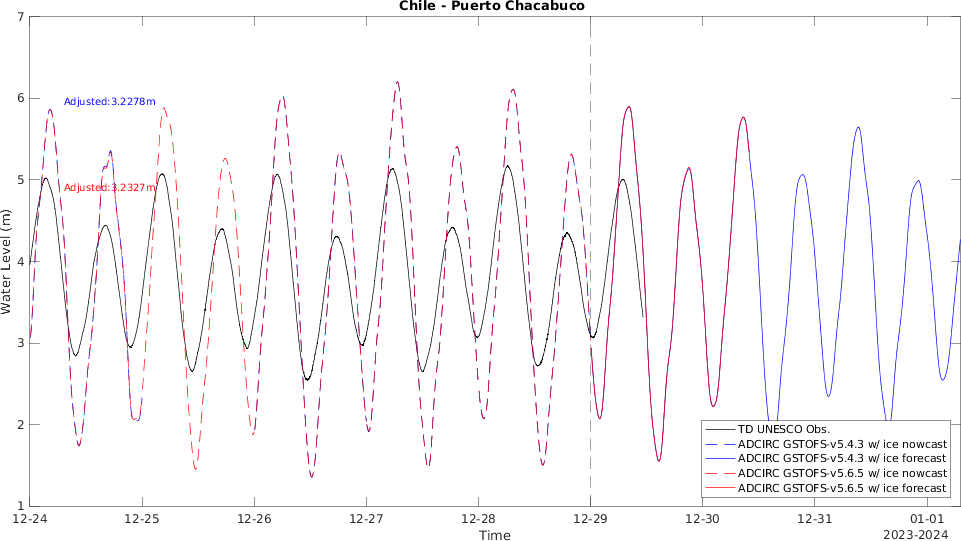 Chile - Puerto Chacabuco
Water Level (m)
7
6
5
4
3
2
1
Adjusted:3.2278m
Adjusted:3.2327m
TD UNESCO Obs.
ADCIRC GSTOFS-v5.4.3 w/ ice nowcast
ADCIRC GSTOFS-v5.4.3 w/ ice forecast
ADCIRC GSTOFS-v5.6.5 w/ ice nowcast
ADCIRC GSTOFS-v5.6.5 w/ ice forecast
12-24 12-25 12-26 12-27 12-28 12-29 12-30 12-31 01-01
Time
2023-2024